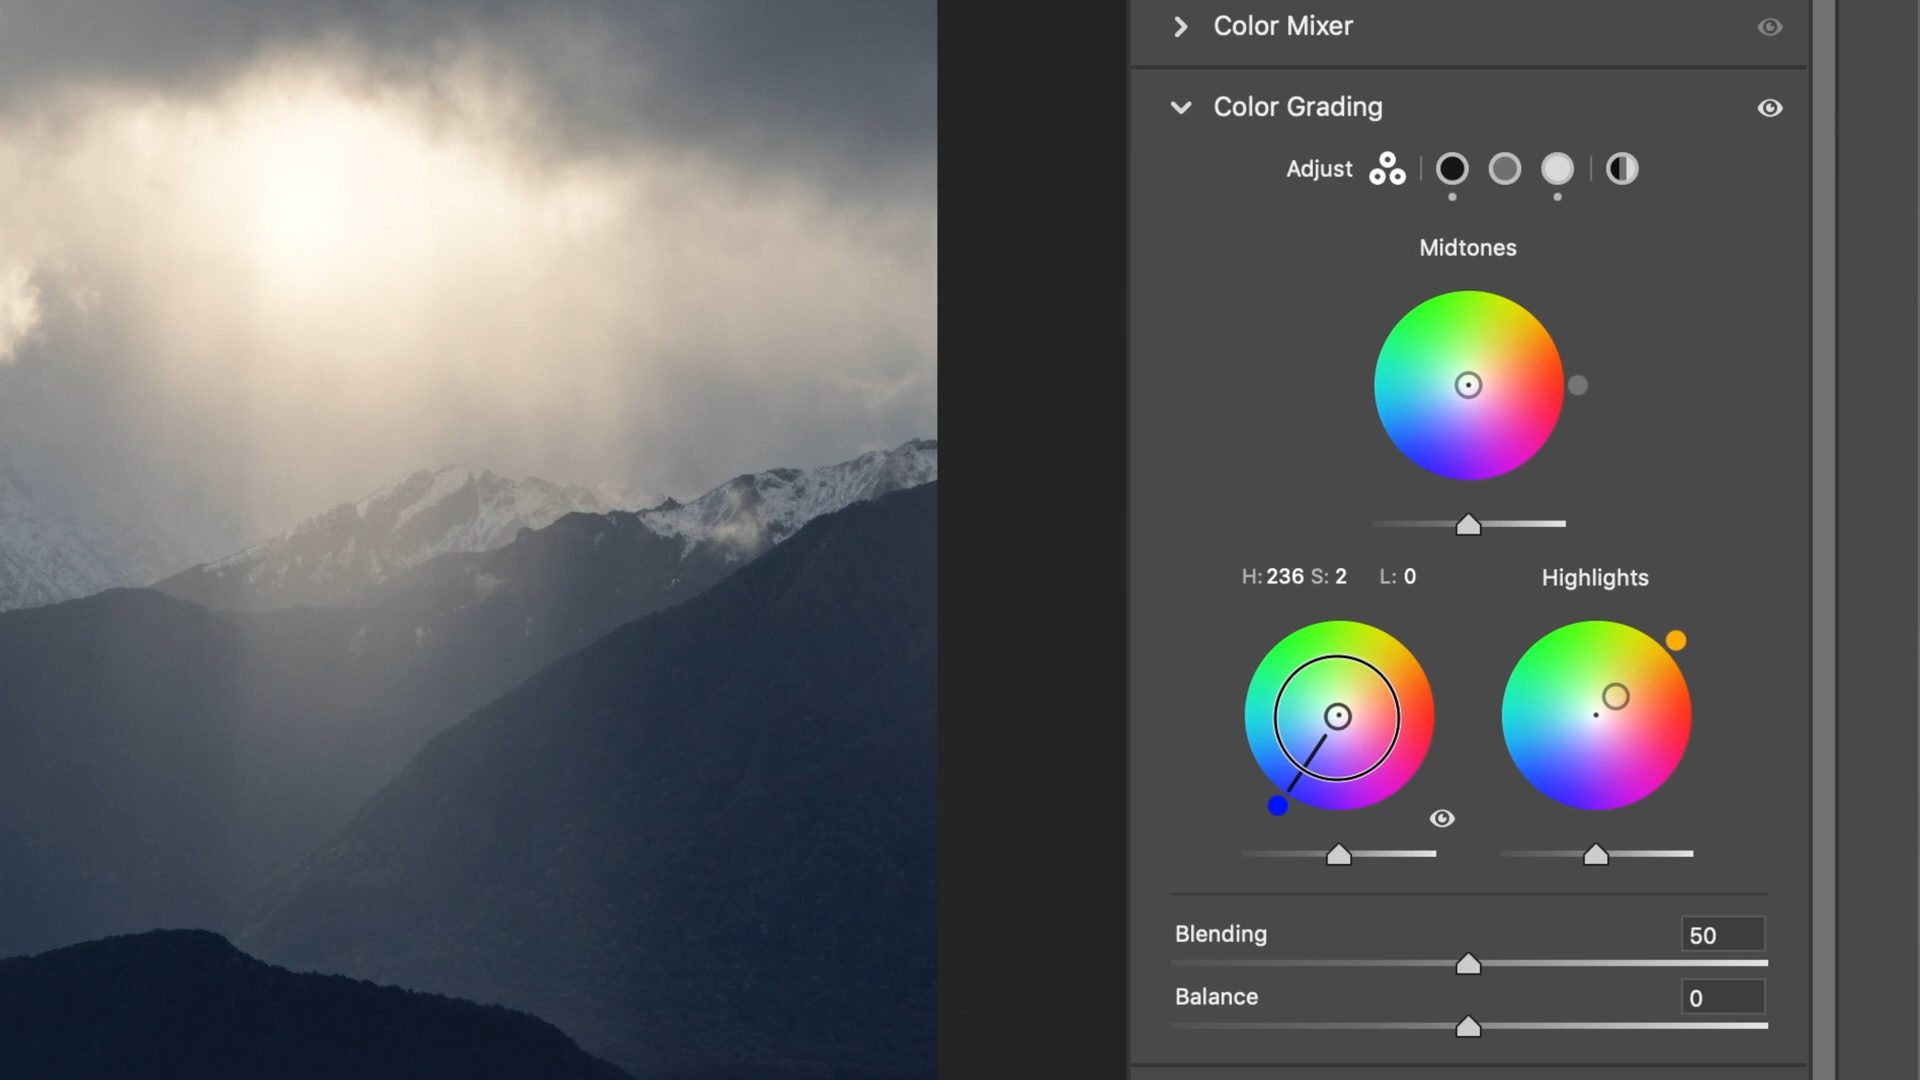 Color Mixer
Color Grading
Adjust
Midtones
H: 236 S: 2 L: 0
Highlights
Blending
50
Balance
0